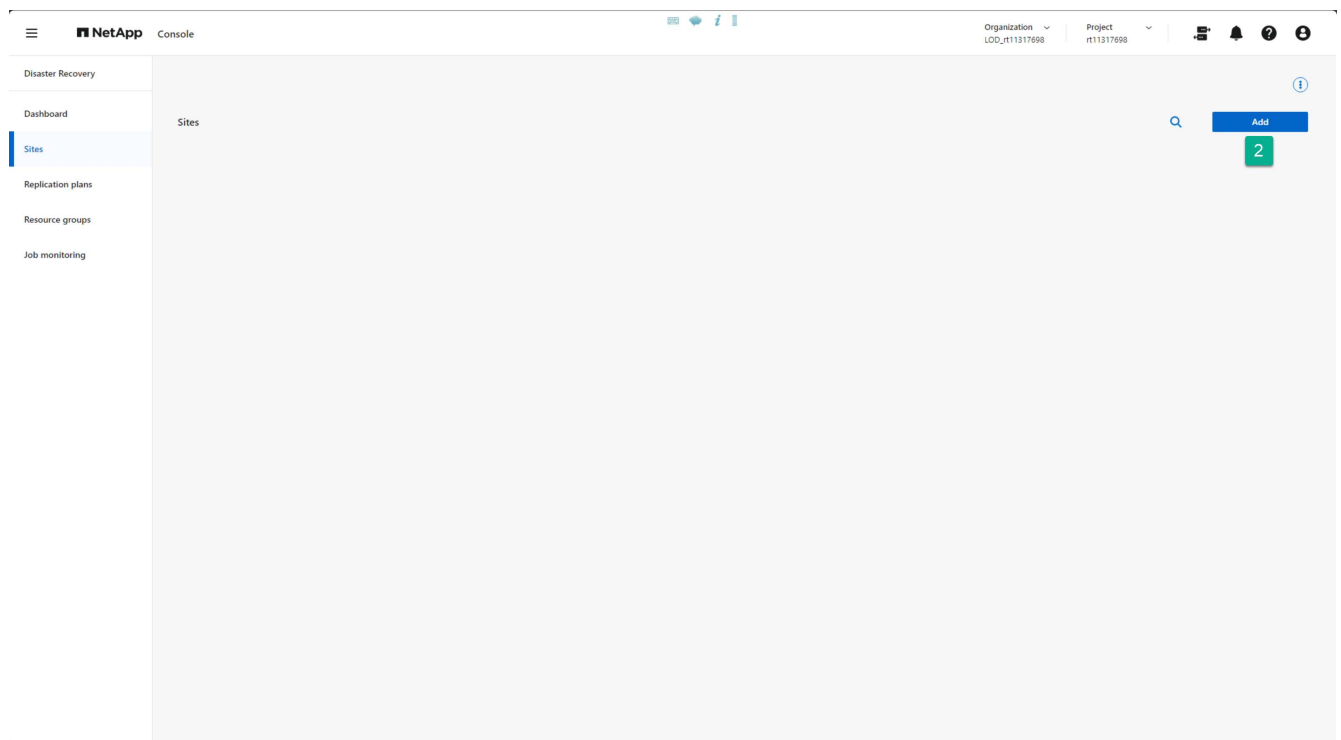 NetApp Console
Organization
LOD_rt11317698
Project
rt11317698
Disaster Recovery
Dashboard
Sites
Replication plans
Resource groups
Job monitoring
Sites
Add
2